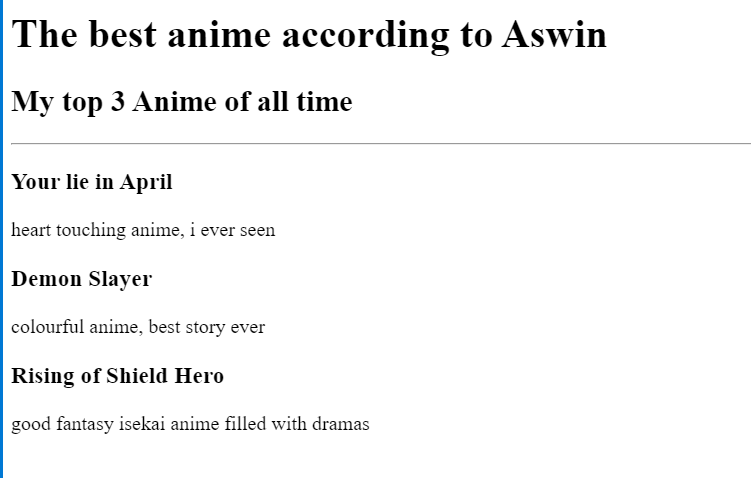 The best anime according to Aswin
My top 3 Anime of all time
Your lie in April
heart touching anime, i ever seen
Demon Slayer
colourful anime, best story ever
Rising of Shield Hero
good fantasy isekai anime filled with dramas